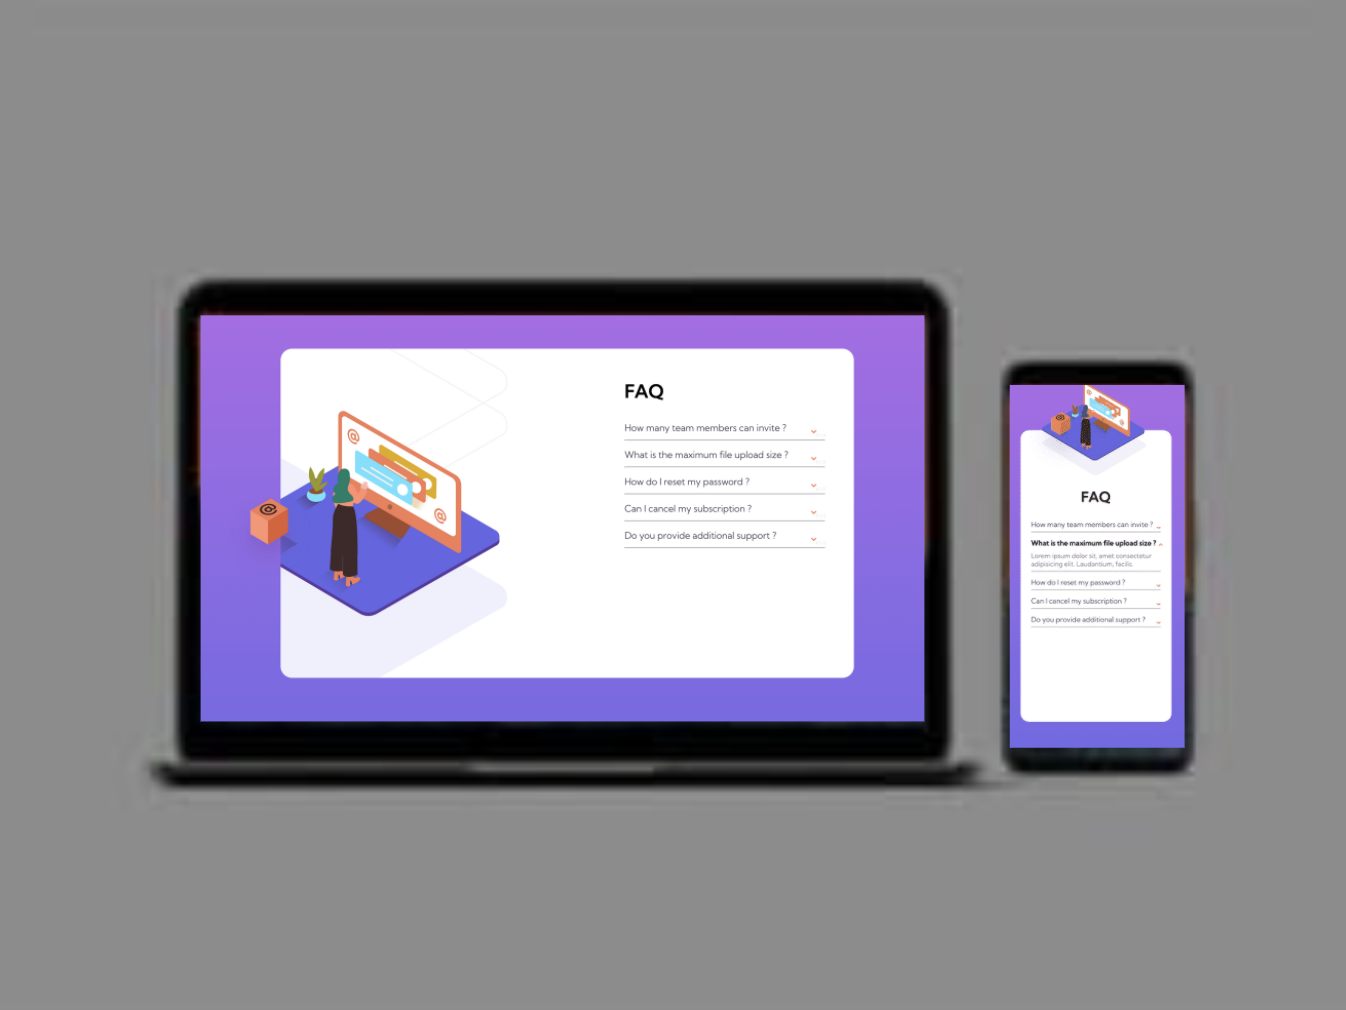 FAQ
How many team members can invite ?
What is the maximum file upload size ?
How do I reset my password ?
Can I cancel my subscription ?
Do you provide additional support ?
@
@
@
FAQ
How many team members can invite ?
What is the maximum file upload size ?
Lorem ipsum dolor sit, amet consectetur
adipisicing elit. Laudantium, facilis.
How do I reset my password ?
Can I cancel my subscription ?
Do you provide additional support ?